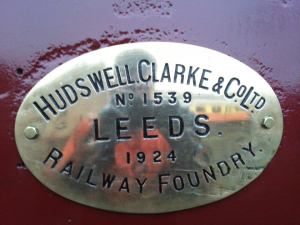 HUDSWELL.CLARKE & CO LTD
No 1539
LEEDS.
1924
RAILWAY FOUNDRY.